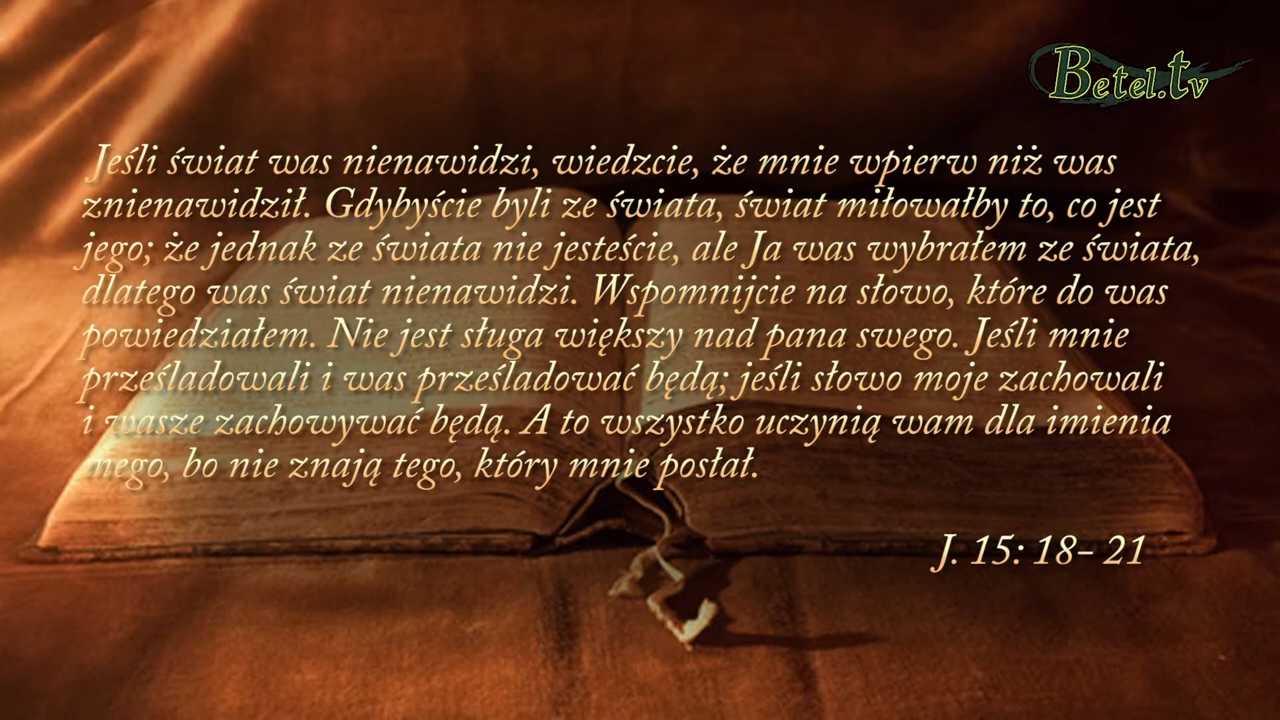 Betel.tv
Jeśli świat was nienawidzi, wiedzcie, że mnie wpierw niż was
znienawidził. Gdybyście byli ze świata, świat miłowałby to, co jest
jego; że jednak ze świata nie jesteście, ale Ja was wybrałem ze świata,
dlatego was świat nienawidzi. Wspomnijcie na słowo, które do was
powiedziałem. Nie jest sługa większy nad pana swego. Jeśli mnie
prześladowali i was prześladować będą; jeśli słowo moje zachowali
i wasze zachowywać będą. A to wszystko uczynią wam dla imienia
mego, bo nie znają tego, który mnie posłał.
J. 15: 18- 21